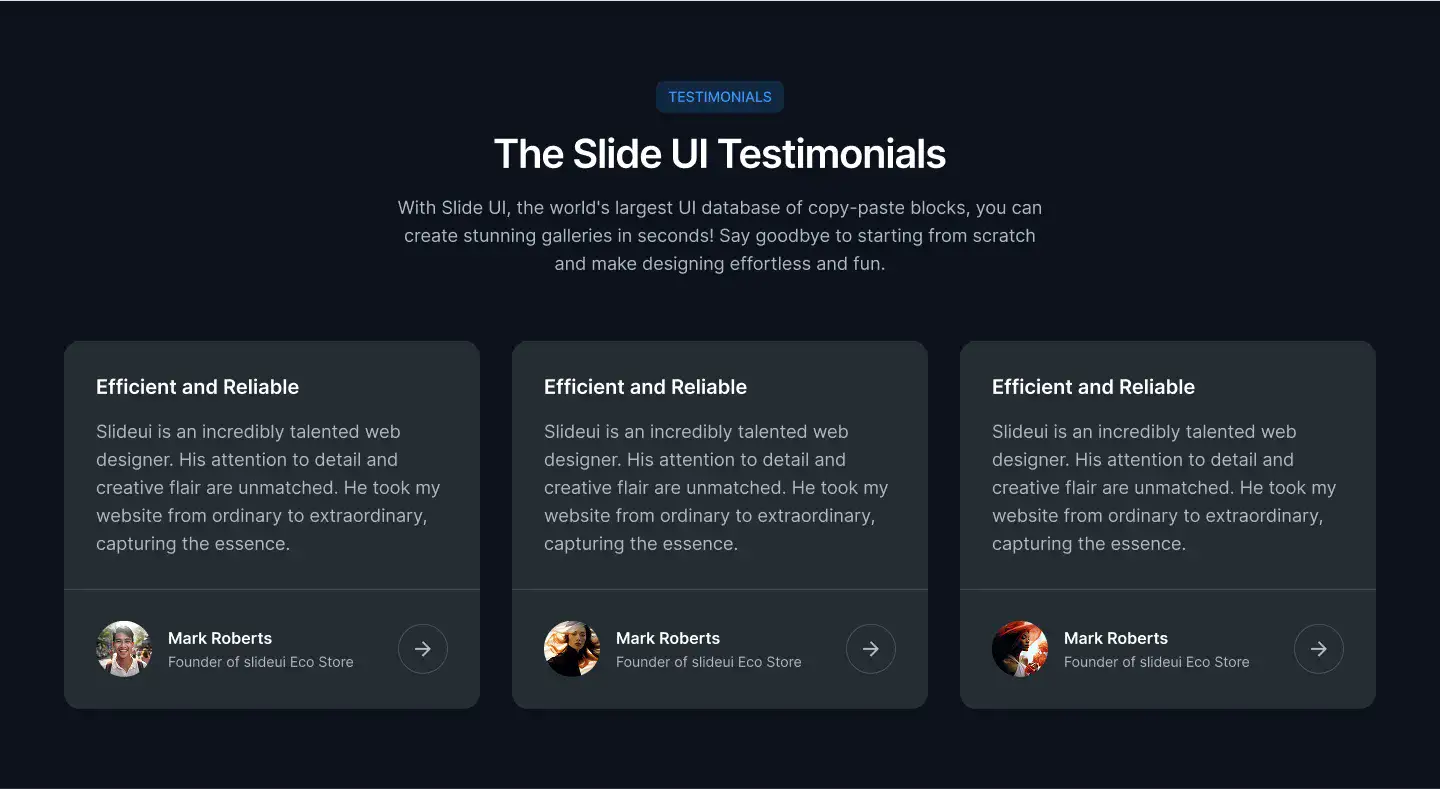 TESTIMONIALS
The Slide UI Testimonials
With Slide UI, the world's largest UI database of copy-paste blocks, you can
create stunning galleries in seconds! Say goodbye to starting from scratch
and make designing effortless and fun.
Efficient and Reliable
Slideui is an incredibly talented web
designer. His attention to detail and
creative flair are unmatched. He took my
website from ordinary to extraordinary,
capturing the essence.
Mark Roberts
Founder of slideui Eco Store
Efficient and Reliable
Slideui is an incredibly talented web
designer. His attention to detail and
creative flair are unmatched. He took my
website from ordinary to extraordinary,
capturing the essence.
Mark Roberts
Founder of slideui Eco Store
Efficient and Reliable
Slideui is an incredibly talented web
designer. His attention to detail and
creative flair are unmatched. He took my
website from ordinary to extraordinary,
capturing the essence.
Mark Roberts
Founder of slideui Eco Store